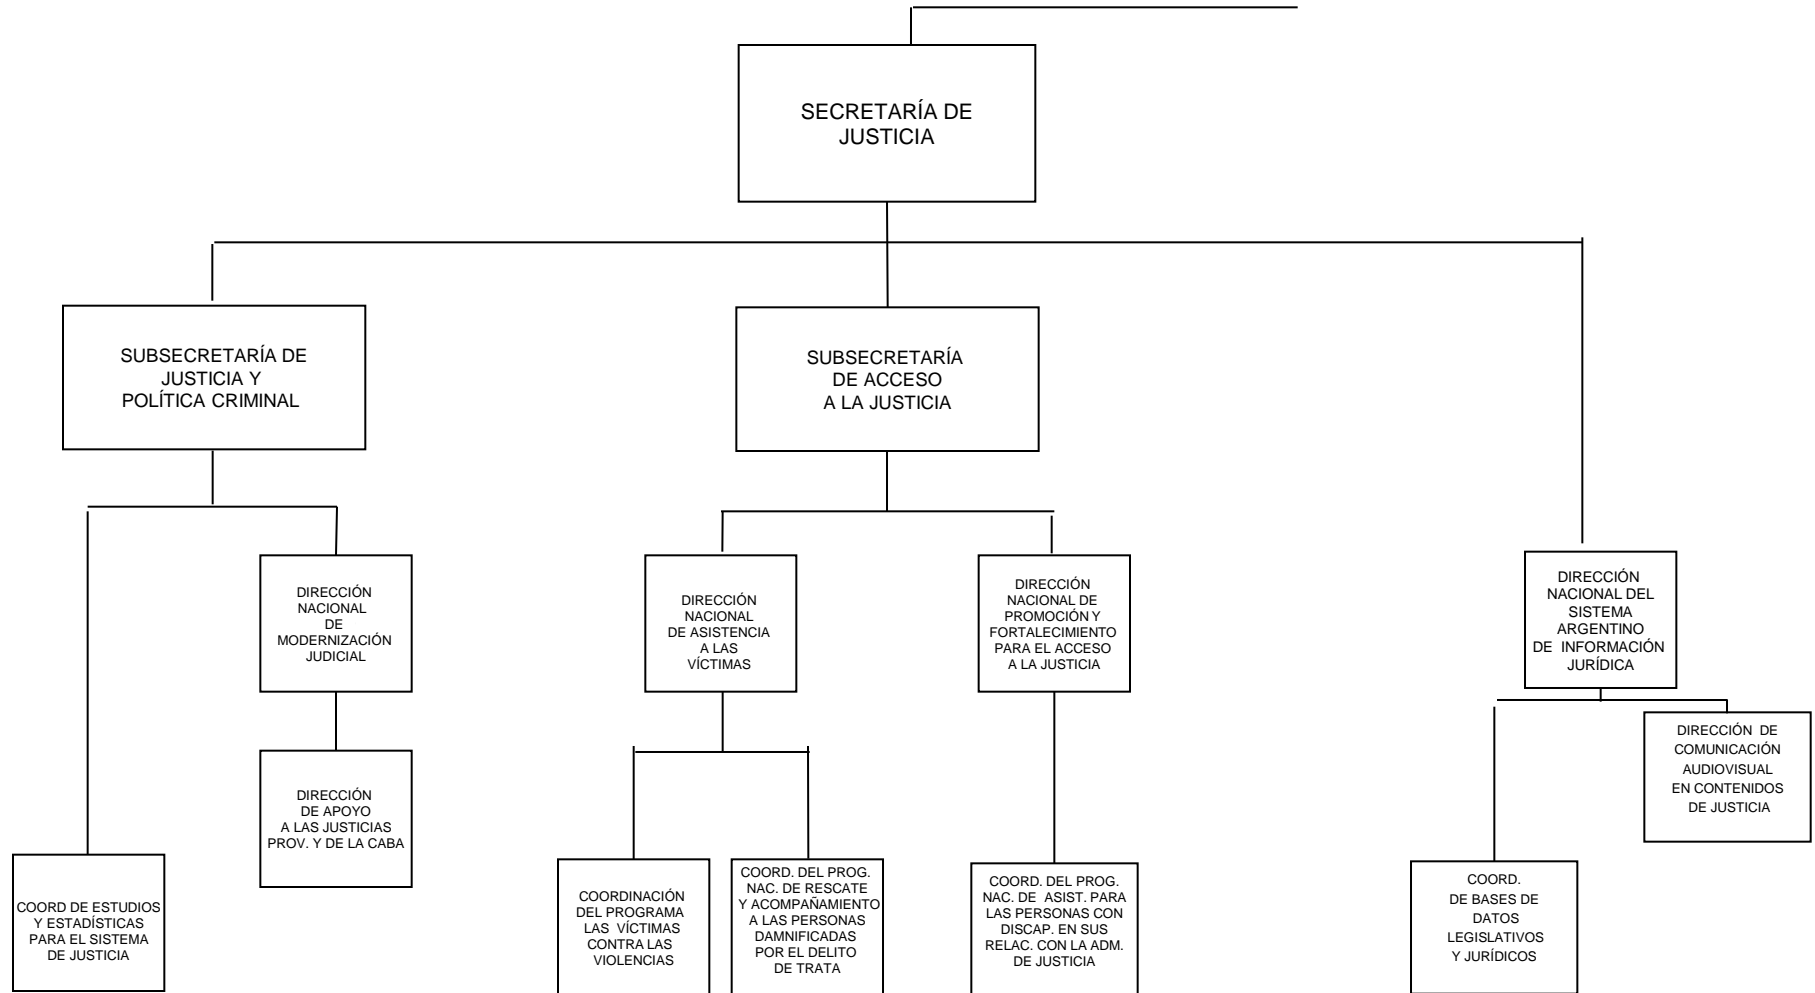 SECRETARÍA DE
JUSTICIA
SUBSECRETARÍA DE
JUSTICIA Y
POLÍTICA CRIMINAL
SUBSECRETARÍA
DE ACCESO
A LA JUSTICIA
DIRECCIÓN
NACIONAL
DE
MODERNIZACIÓN
JUDICIAL
DIRECCIÓN
NACIONAL
DE ASISTENCIA
A LAS
VÍCTIMAS
DIRECCIÓN
NACIONAL DE
PROMOCIÓN Y
FORTALECIMIENTO
PARA EL ACCESO
A LA JUSTICIA
DIRECCIÓN
NACIONAL DEL
SISTEMA
ARGENTINO
DE INFORMACIÓN
JURÍDICA
DIRECCIÓN DE
COMUNICACIÓN
AUDIOVISUAL
EN CONTENIDOS
DE JUSTICIA
DIRECCIÓN
DE APOYO
A LAS JUSTICIAS
PROV. Y DE LA CABA
COORD DE ESTUDIOS
Y ESTADÍSTICAS
PARA EL SISTEMA
DE JUSTICIA
COORDINACIÓN
DEL PROGRAMA
LAS VÍCTIMAS
CONTRA LAS
VIOLENCIAS
COORD. DEL PROG.
NAC. DE RESCATE
Y ACOMPAÑAMIENTO
A LAS PERSONAS
DAMNIFICADAS
POR EL DELITO
DE TRATA
COORD. DEL PROG.
NAC. DE ASIST. PARA
LAS PERSONAS CON
DISCAP. EN SUS
RELAC. CON LA ADM.
DE JUSTICIA
COORD.
DE BASES DE
DATOS
LEGISLATIVOS
Y JURÍDICOS